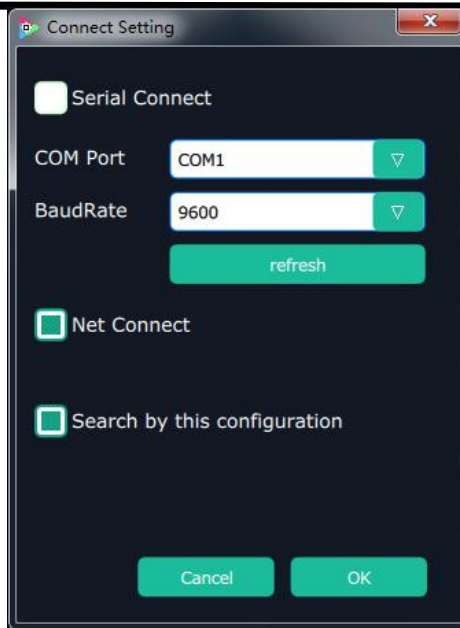 Connect Setting
Serial Connect
COM Port COM1
BaudRate 9600
refresh
Net Connect
Search by this configuration
Cancel OK